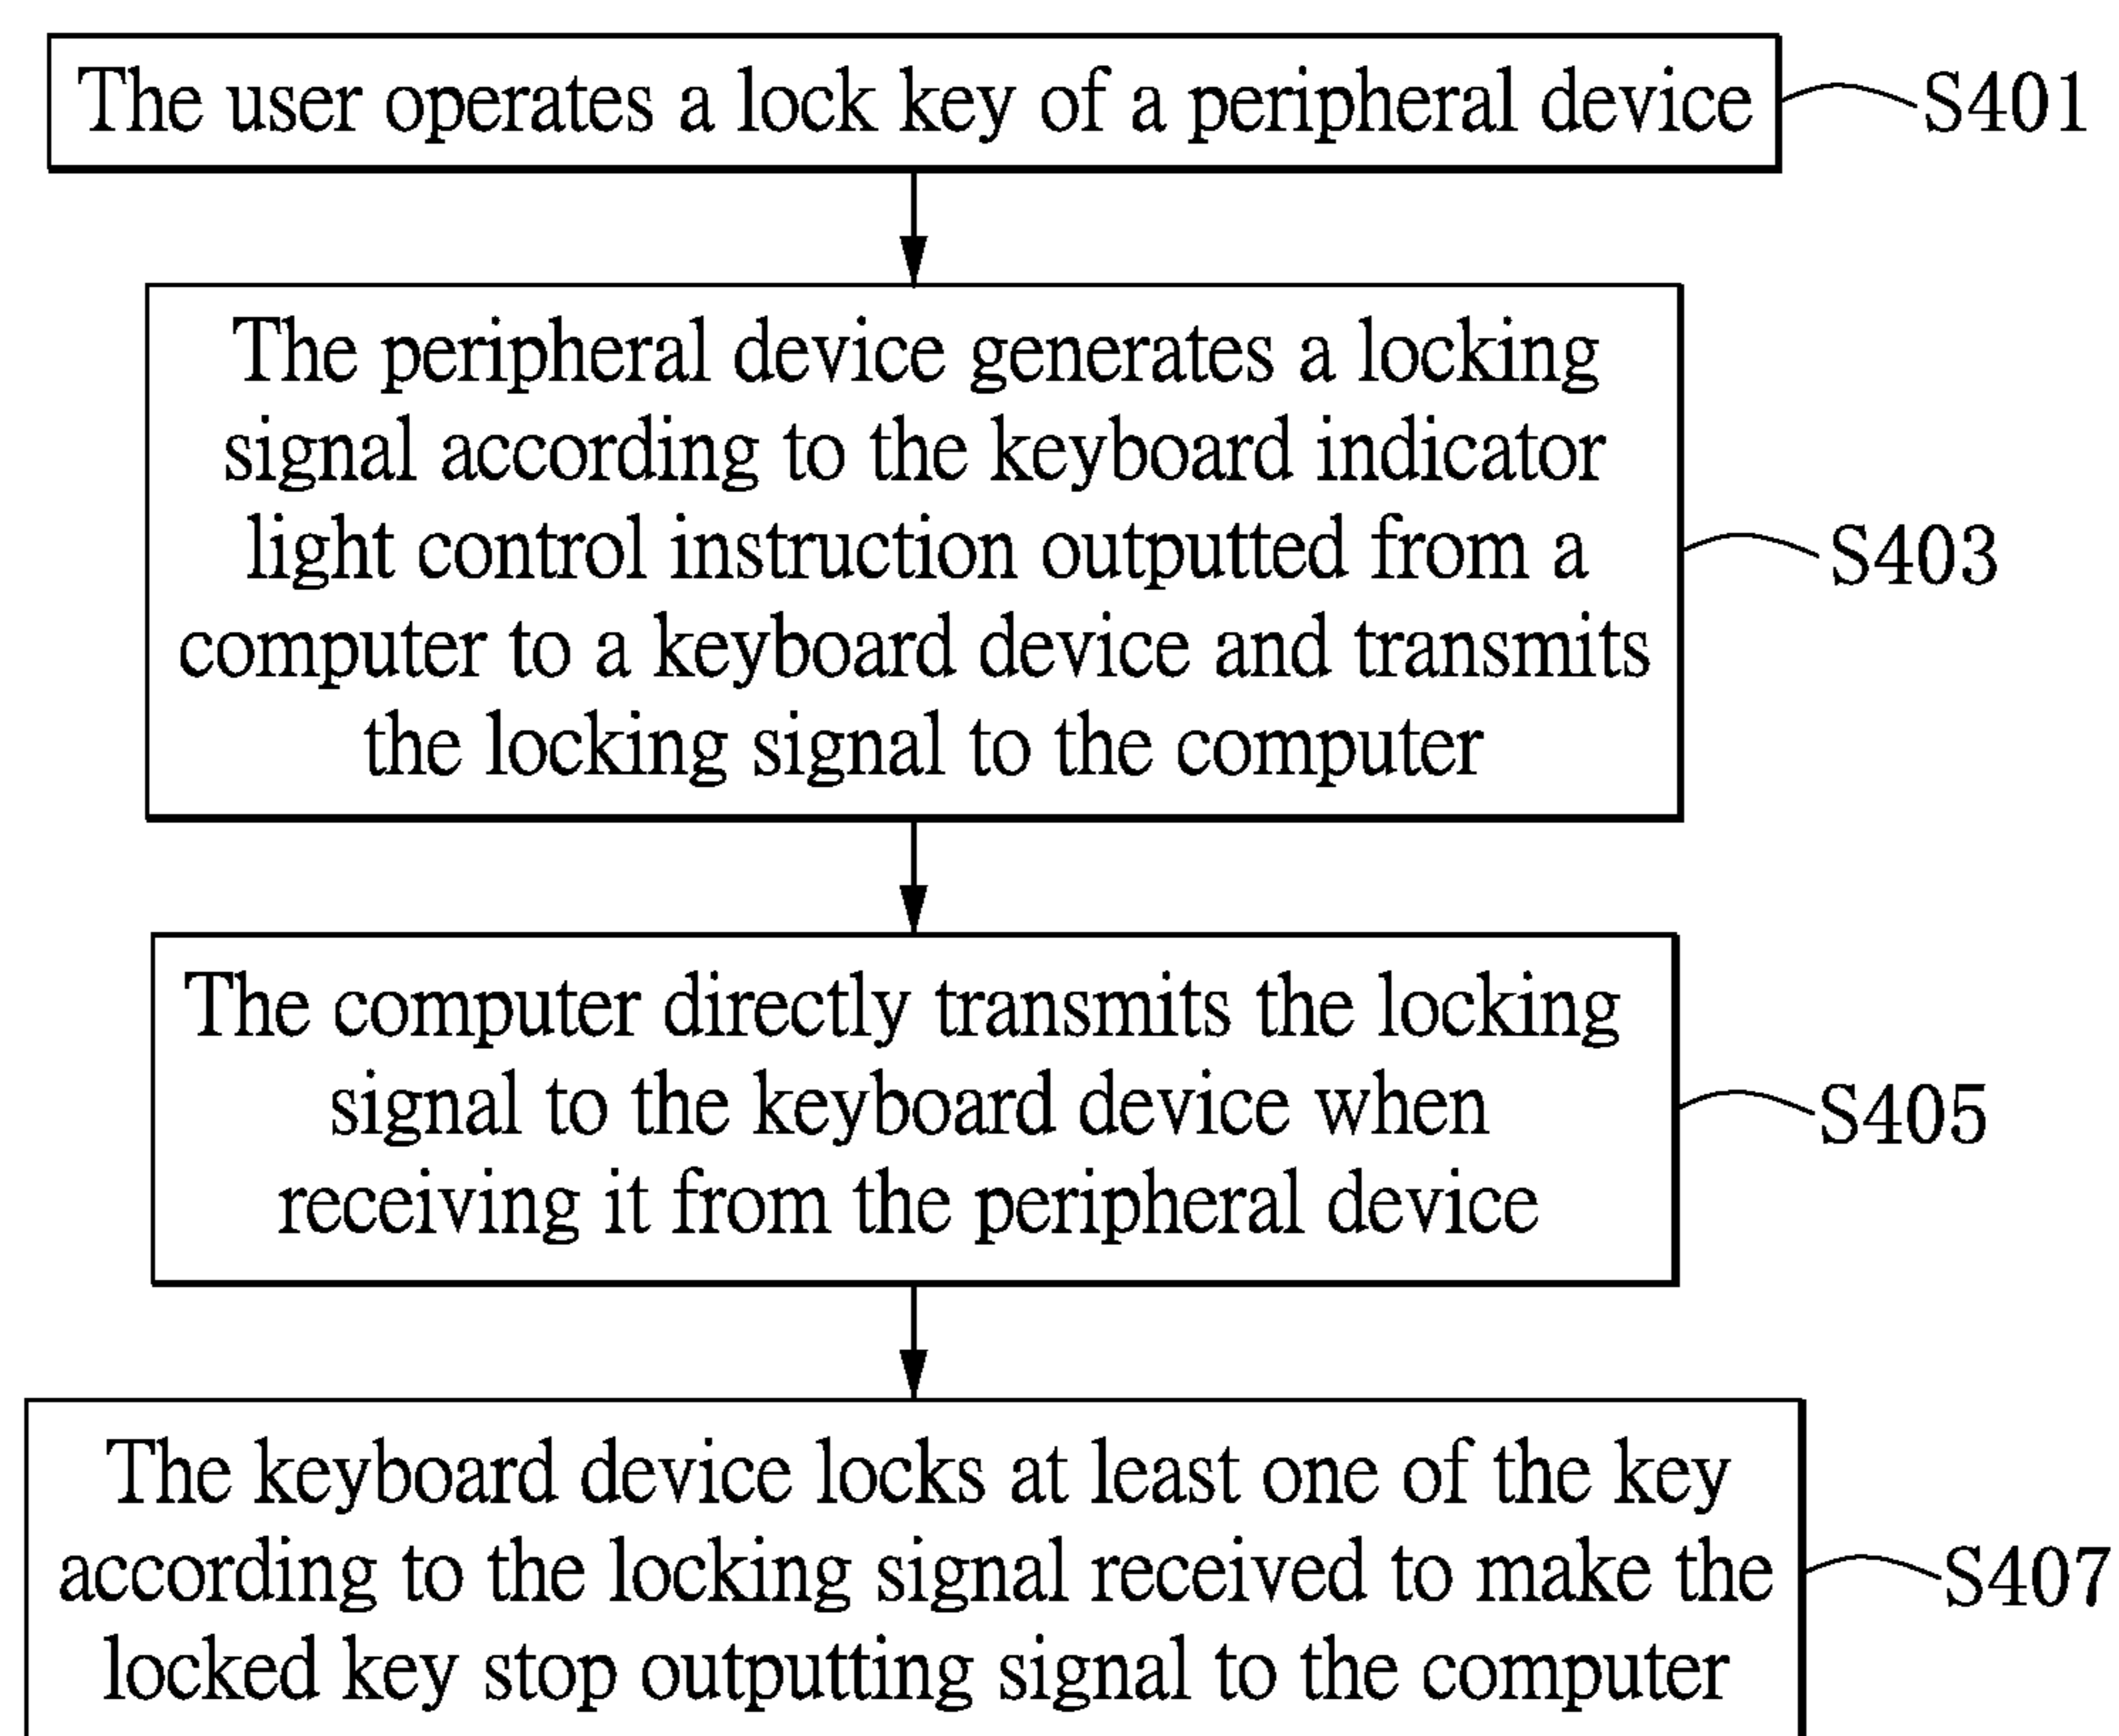 The user operates a lock key of a peripheral device
S401
The peripheral device generates a locking
signal according to the keyboard indicator
light control instruction outputted from a
computer to a keyboard device and transmits
the locking signal to the computer
S403
The computer directly transmits the locking
signal to the keyboard device when
receiving it from the peripheral device
S405
The keyboard device locks at least one of the key
according to the locking signal received to make the
locked key stop outputting signal to the computer
S407